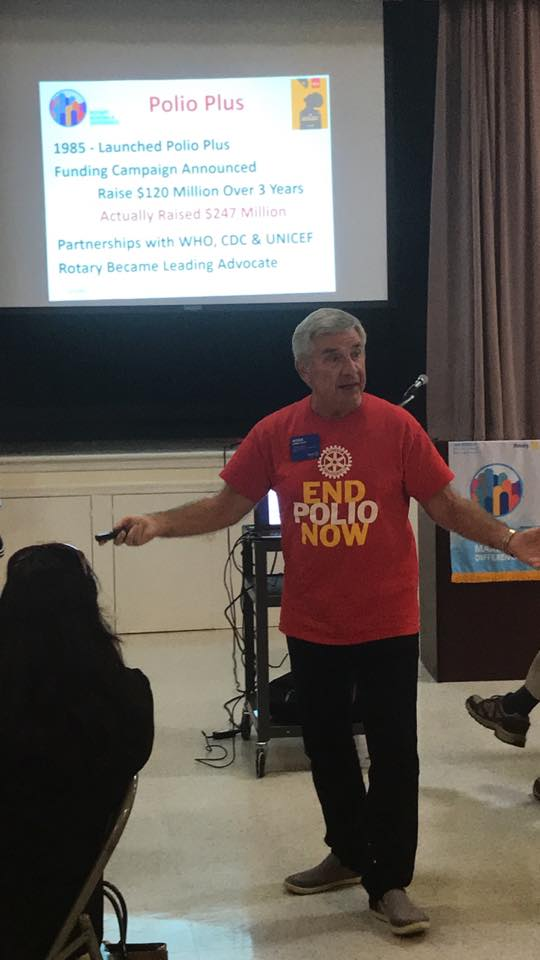 Polio Plus
1985 - Launched Polio Plus
Funding Campaign Announced
Raise $120 Million Over 3 Years
Actually Raised $247 Million
Partnerships with WHO, CDC & UNICEF
Rotary Became Leading Advocate
END
POLIO
NOW
Rotary